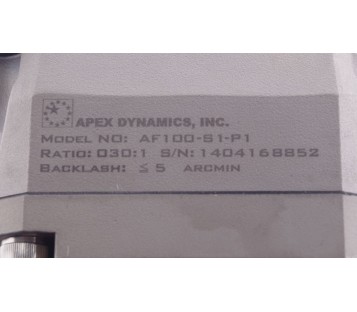 APEX DYNAMICS, INC.
MODEL NO: AF100-S1-P1
RATIO: 030:1 S/N: 1404168852
BACKLASH: ≤ 5 ARCMIN